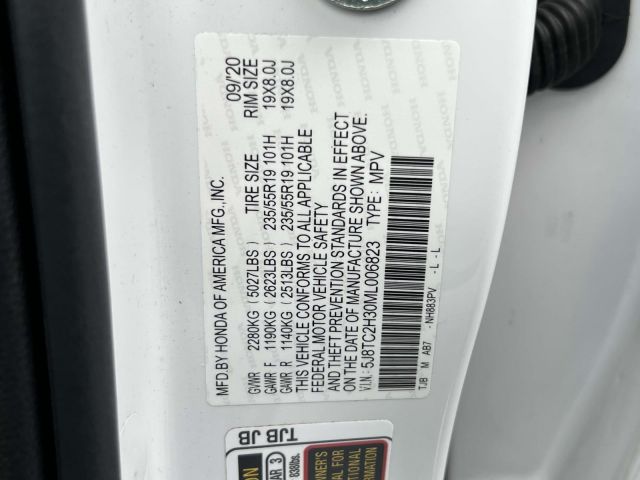 MFD.BY HONDA OF AMERICA MFG.,INC. 09/'20
GVWR 2280KG (5027LBS) TIRE SIZE RIM SIZE
GAWR F 1190KG (2623LBS) 235/55R19 101H 19X8.0J
GAWR R 1140KG (2513LBS) 235/55R19 101H 19X8.0J
THIS VEHICLE CONFORMS TO ALL APPLICABLE
FEDERAL MOTOR VEHICLE SAFETY
AND THEFT PREVENTION STANDARDS IN EFFECT
ON THE DATE OF MANUFACTURE SHOWN ABOVE.
V.I.N.: 5J8TC2H30ML006823 TYPE: MPV
TJB M AB7 -NH883PV -L -L
TJB JB
838lbs.